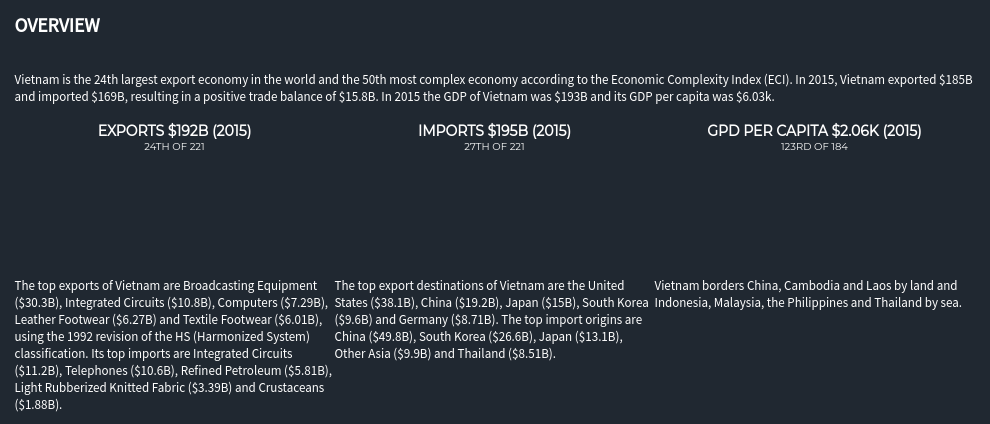 OVERVIEW
Vietnam is the 24th largest export economy in the world and the 50th most complex economy according to the Economic Complexity Index (ECI). In 2015, Vietnam exported $185B
and imported $169B, resulting in a positive trade balance of $15.8B. In 2015 the GDP of Vietnam was $193B and its GDP per capita was $6.03k.
EXPORTS $192B (2015)
24TH OF 221
IMPORTS $195B (2015)
27TH OF 221
GPD PER CAPITA $2.06K (2015)
123RD OF 184
The top exports of Vietnam are Broadcasting Equipment
($30.3B), Integrated Circuits ($10.8B), Computers ($7.29B),
Leather Footwear ($6.27B) and Textile Footwear ($6.01B),
using the 1992 revision of the HS (Harmonized System)
classification. Its top imports are Integrated Circuits
($11.2B), Telephones ($10.6B), Refined Petroleum ($5.81B),
Light Rubberized Knitted Fabric ($3.39B) and Crustaceans
($1.88B).
The top export destinations of Vietnam are the United
States ($38.1B), China ($19.2B), Japan ($15B), South Korea
($9.6B) and Germany ($8.71B). The top import origins are
China ($49.8B), South Korea ($26.6B), Japan ($13.1B),
Other Asia ($9.9B) and Thailand ($8.51B).
Vietnam borders China, Cambodia and Laos by land and
Indonesia, Malaysia, the Philippines and Thailand by sea.